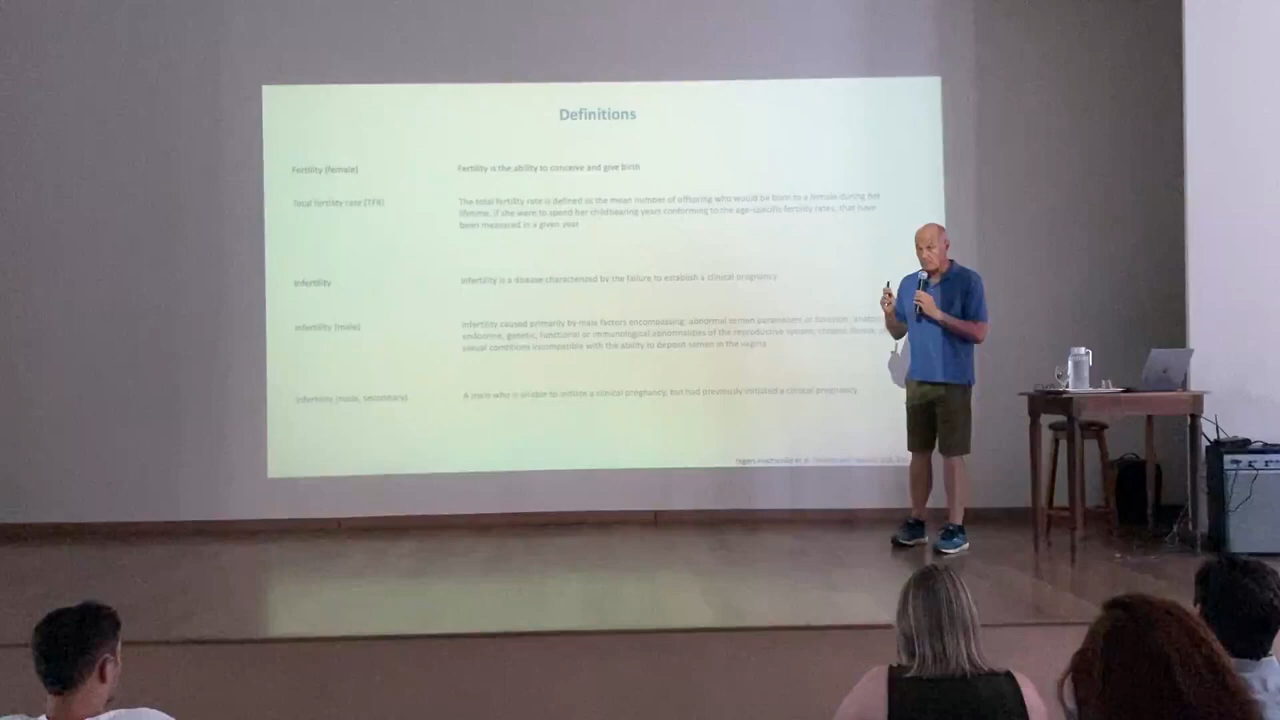 Definitions
Fertility (female)
Fertility is the ability to conceive and give birth
Total fertility rate (TFR)
The total fertility rate is defined as the mean number of offspring who would be born to a female during her
lifetime, if she were to spend her childbearing years conforming to the age-specific fertility rates, that have
been measured in a given year
Infertility
Infertility is a disease characterized by the failure to establish a clinical pregnancy
Infertility (male)
Infertility caused primarily by male factors encompassing: abnormal semen parameters or function;
endocrine, genetic, functional or immunological abnormalities of the reproductive system; chronic illness;
sexual conditions incompatible with the ability to deposit semen in the vagina
Infertility (male, secondary)
A male who is unable to initiate a clinical pregnancy, but had previously initiated a clinical pregnancy